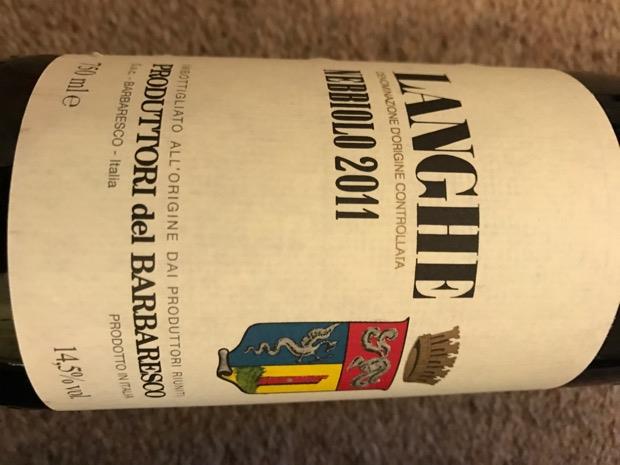 LANGHE
DENOMINAZIONE D'ORIGINE CONTROLLATA
NEBBIOLO 2011
IMBOTTIGLIATO ALL'ORIGINE DAI PRODUTTORI RIUNITI
PRODUTTORI del BARBARESCO
s.a.c. - BARBARESCO - Italia
PRODOTTO IN ITALIA
750 ml e
14,5% vol